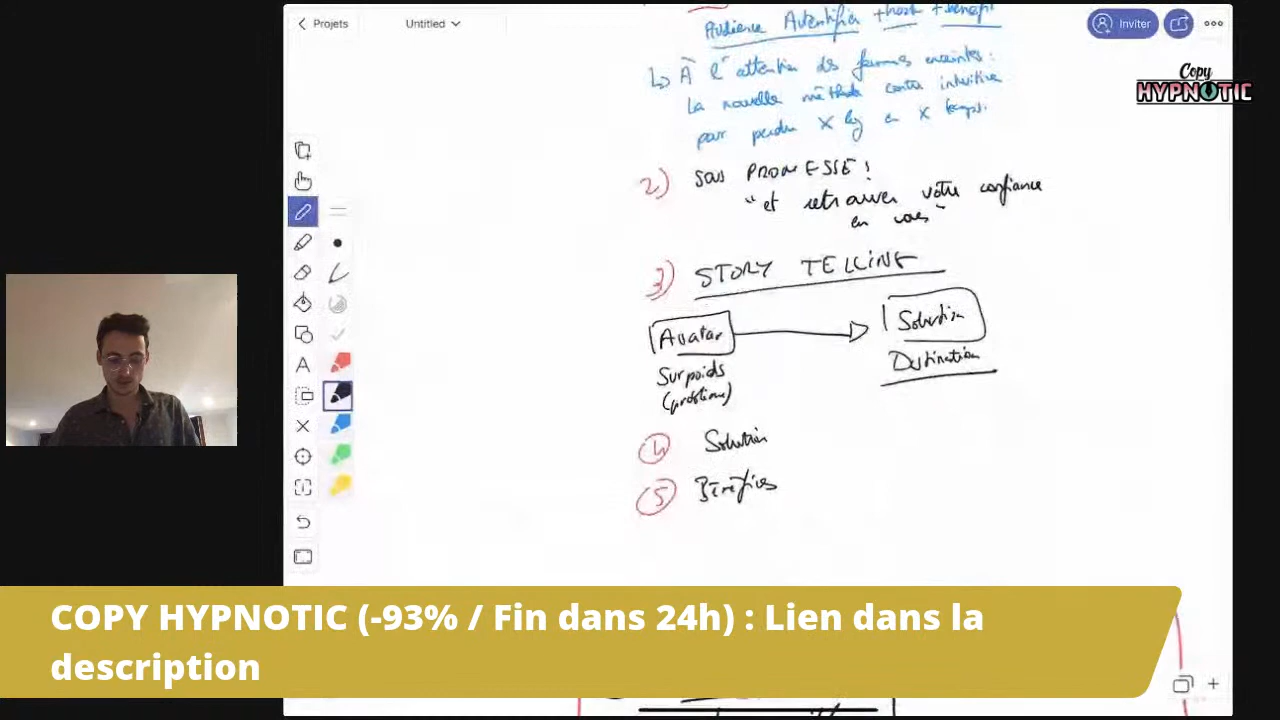 Projets
Untitled
Inviter
Copy
HYPNOTIC
Audience
↳ À l'attention des femmes enceintes :
La nouvelle méthode contre intuitive
pour perdre X kg en X temps.
2) SOUS PROMESSE !
"et retrouver votre confiance
en vous"
3) STORY TELLING
Avatar
Solution
Surpoids
Destination
(problème)
4 Solution
5 Bénéfices
COPY HYPNOTIC (-93% / Fin dans 24h) : Lien dans la
description